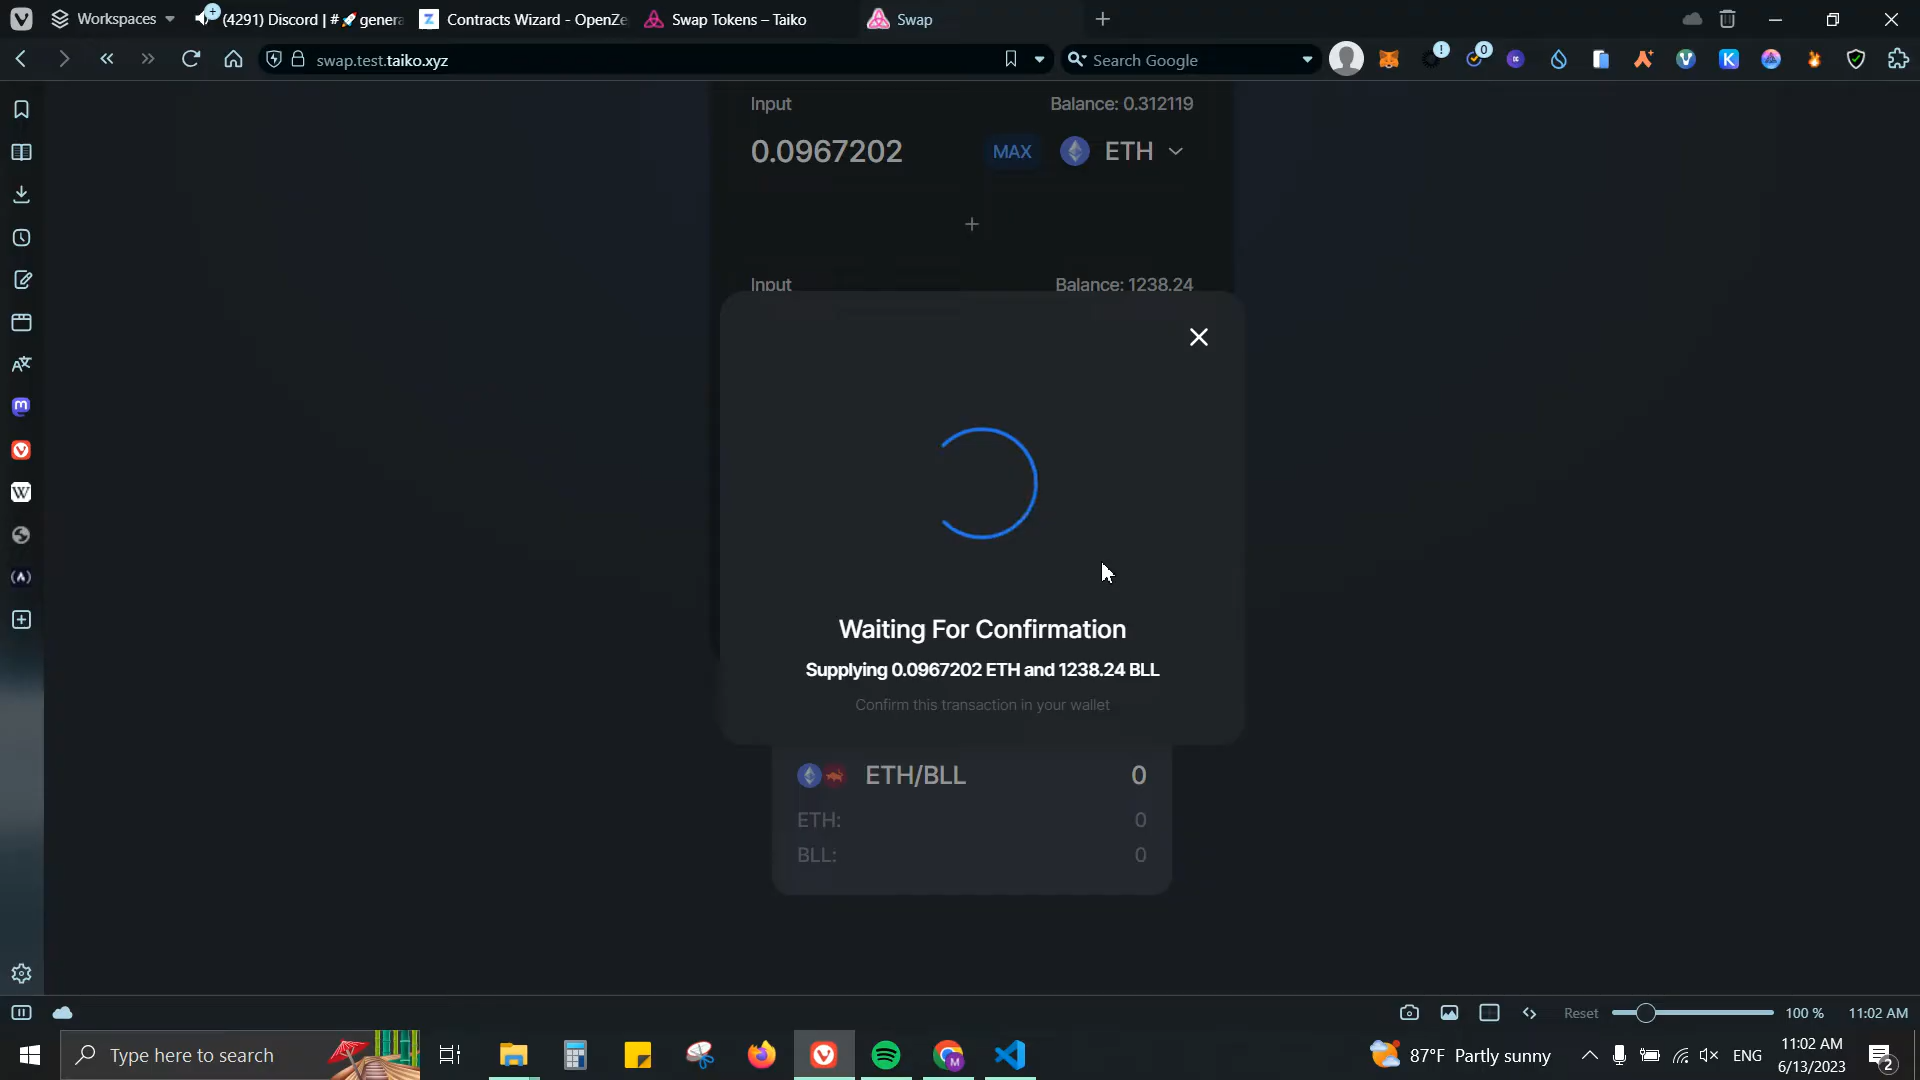 Workspaces
(4291) Discord | #🚀genera
Contracts Wizard - OpenZe
Swap Tokens – Taiko
Swap
swap.test.taiko.xyz
Search Google
Input
Balance: 0.312119
0.0967202
MAX
ETH
Input
Balance: 1238.24
Waiting For Confirmation
Supplying 0.0967202 ETH and 1238.24 BLL
Confirm this transaction in your wallet
ETH/BLL
0
ETH:
0
BLL:
0
Reset
100 %
11:02 AM
Type here to search
87°F Partly sunny
ENG
11:02 AM
6/13/2023
2